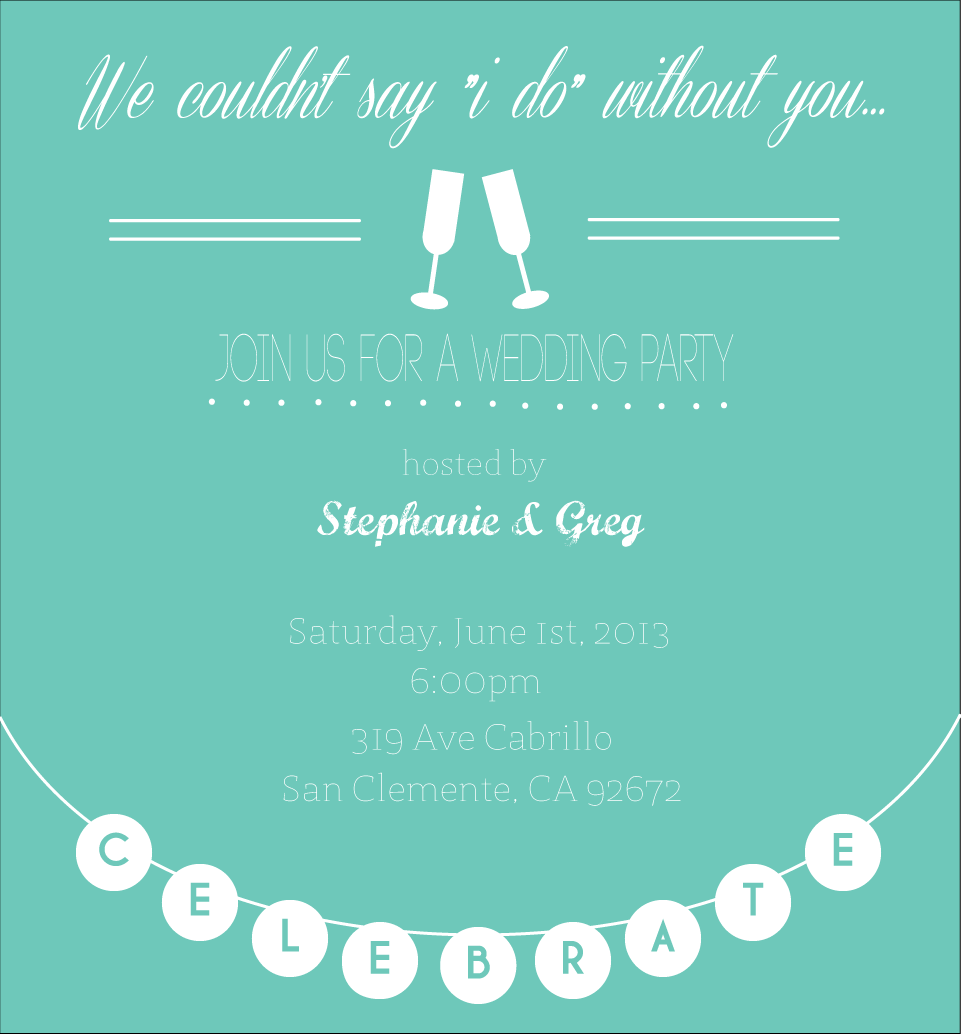 We couldn't say "i do" without you...
JOIN US FOR A WEDDING PARTY
hosted by
Stephanie & Greg
Saturday, June 1st, 2013
6:00pm
319 Ave Cabrillo
San Clemente, CA 92672
CELEBRATE